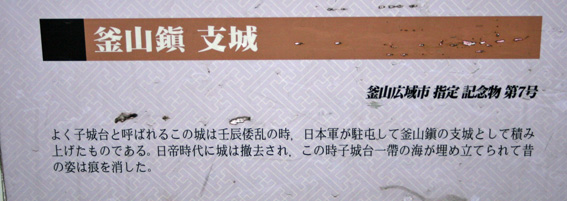 釜山鎭 支城
釜山広域市 指定 記念物 第7号
よく子城台と呼ばれるこの城は壬辰倭乱の時，日本軍が駐屯して釜山鎭の支城として積み
上げたものである。日帝時代に城は撤去され，この時子城台一帶の海が埋め立てられて昔
の姿は痕を消した。